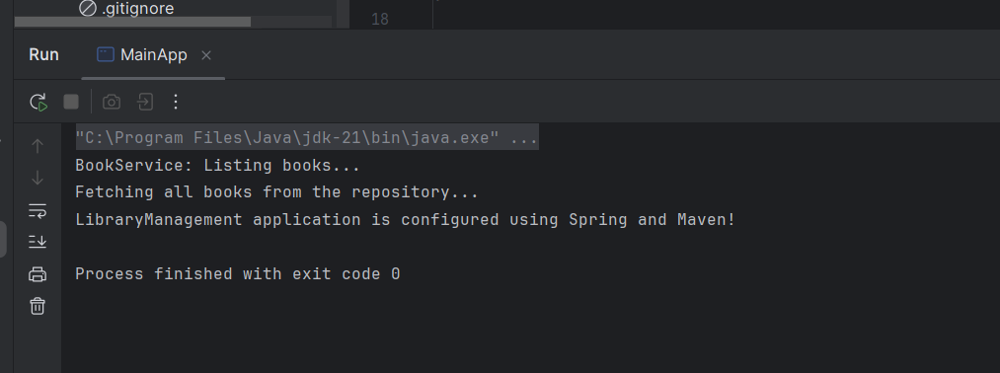 .gitignore
18
Run
MainApp
"C:\Program Files\Java\jdk-21\bin\java.exe" ...
BookService: Listing books...
Fetching all books from the repository...
LibraryManagement application is configured using Spring and Maven!
Process finished with exit code 0